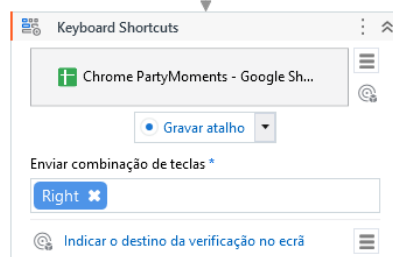 Keyboard Shortcuts
Chrome PartyMoments - Google Sh...
Gravar atalho
Enviar combinação de teclas *
Right
Indicar o destino da verificação no ecrã